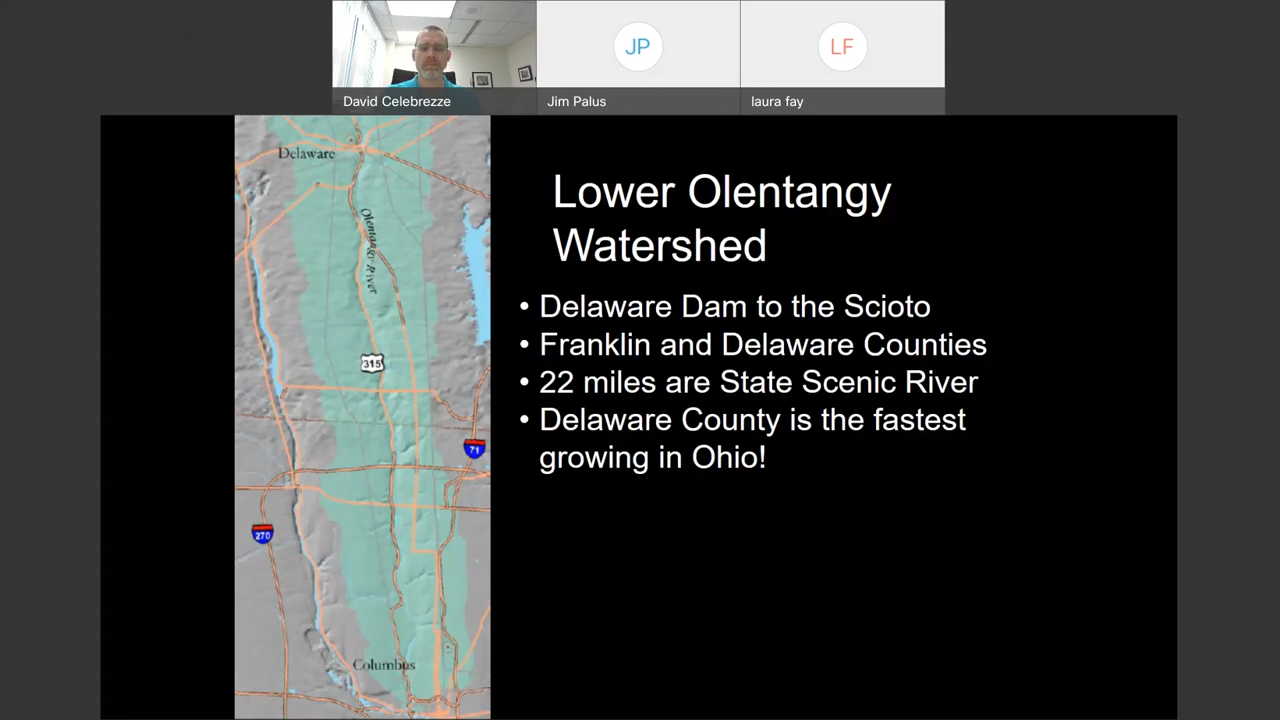 JP
LF
David Celebrezze
Jim Palus
laura fay
Delaware
Olentangy River
315
71
270
Columbus
Lower Olentangy
Watershed
• Delaware Dam to the Scioto
• Franklin and Delaware Counties
• 22 miles are State Scenic River
• Delaware County is the fastest
growing in Ohio!